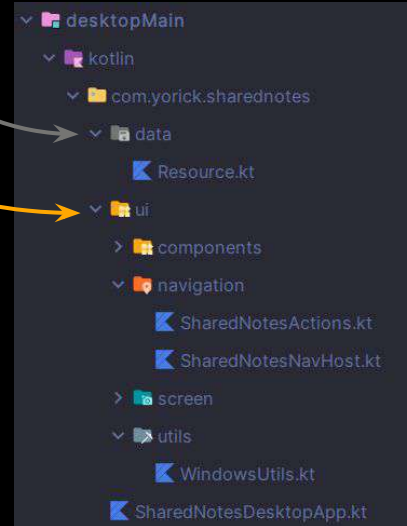 desktopMain
kotlin
com.yorick.sharednotes
data
Resource.kt
ui
components
navigation
SharedNotesActions.kt
SharedNotesNavHost.kt
screen
utils
WindowsUtils.kt
SharedNotesDesktopApp.kt